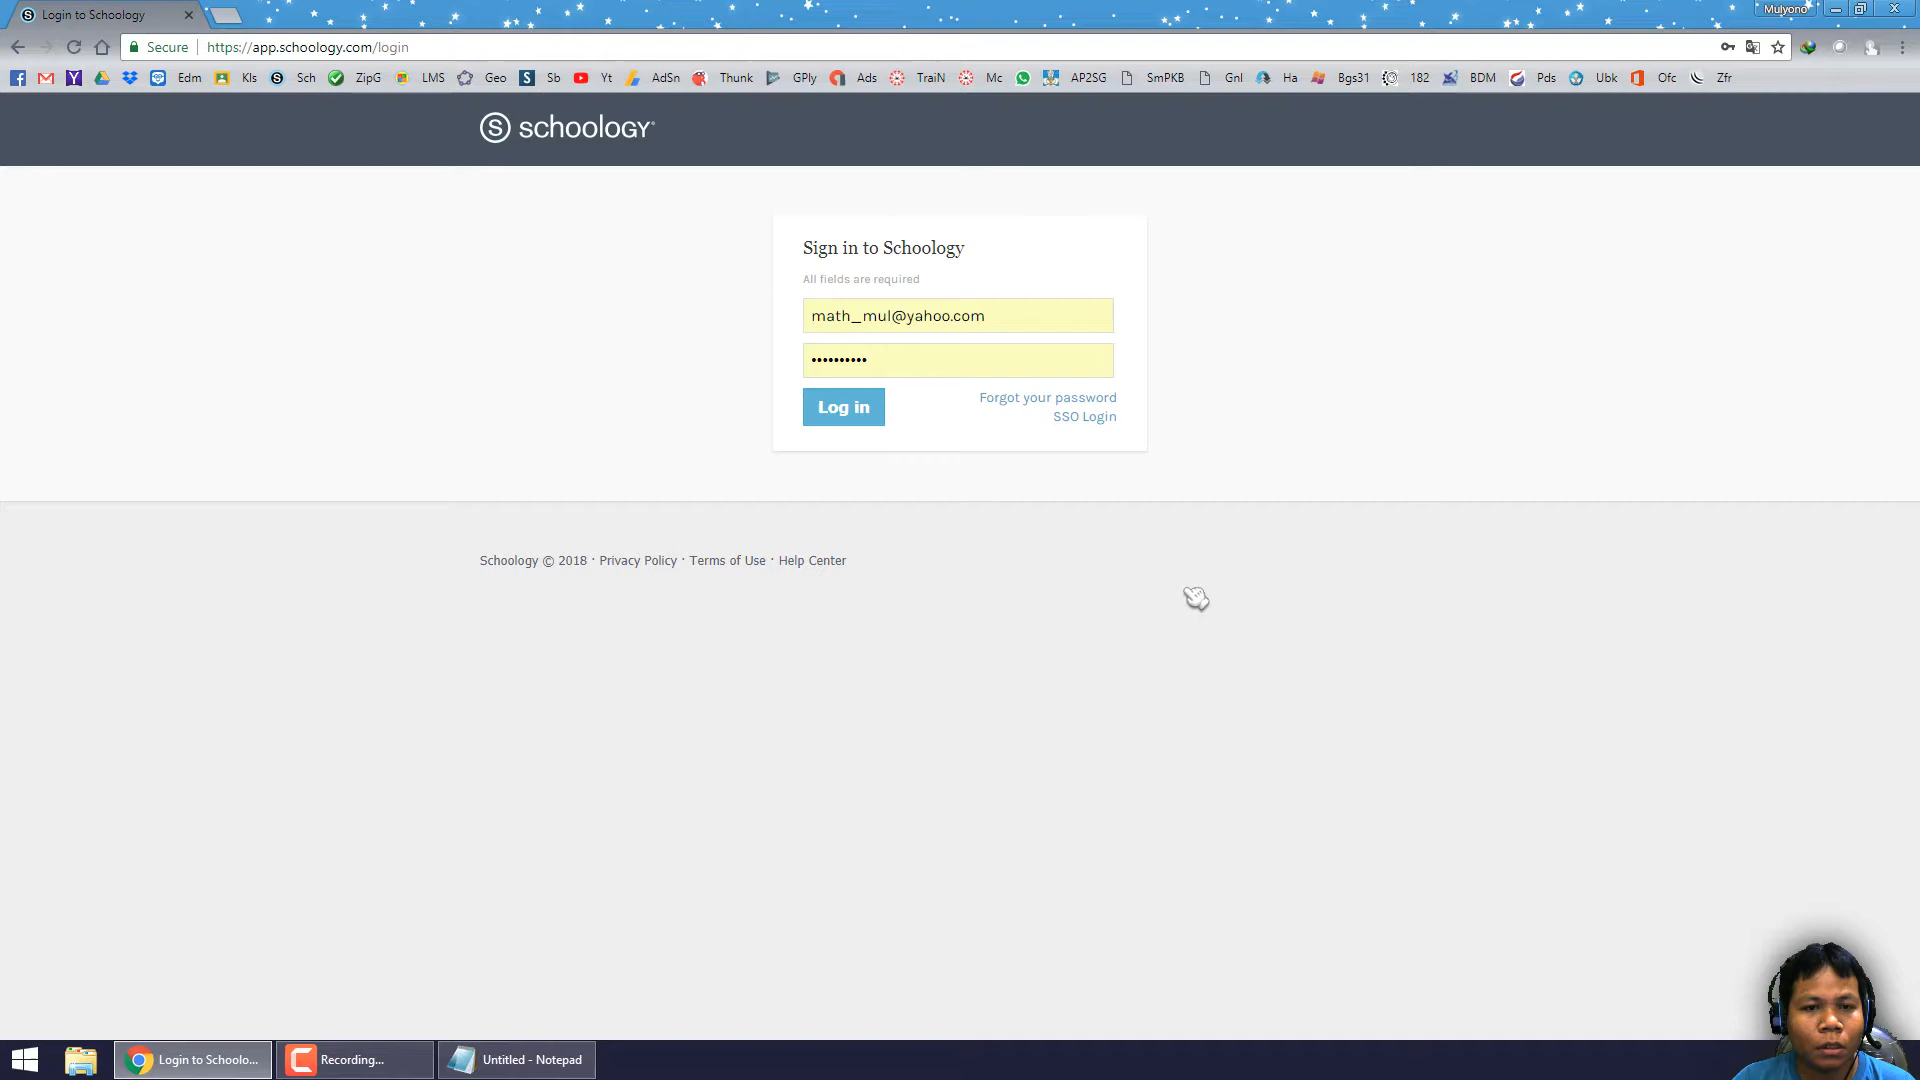 Login to Schoology
Mulyono
Secure
https://app.schoology.com/login
Edm Kls Sch ZipG LMS Geo Sb Yt AdSn Thunk GPly Ads TraiN Mc AP2SG SmPKB Gnl Ha Bgs31 182 BDM Pds Ubk Ofc Zfr
schoology
Sign in to Schoology
All fields are required
math_mul@yahoo.com
••••••••••
Log in
Forgot your password
SSO Login
Schoology © 2018 · Privacy Policy · Terms of Use · Help Center
Login to Schoolo...
Recording...
Untitled - Notepad